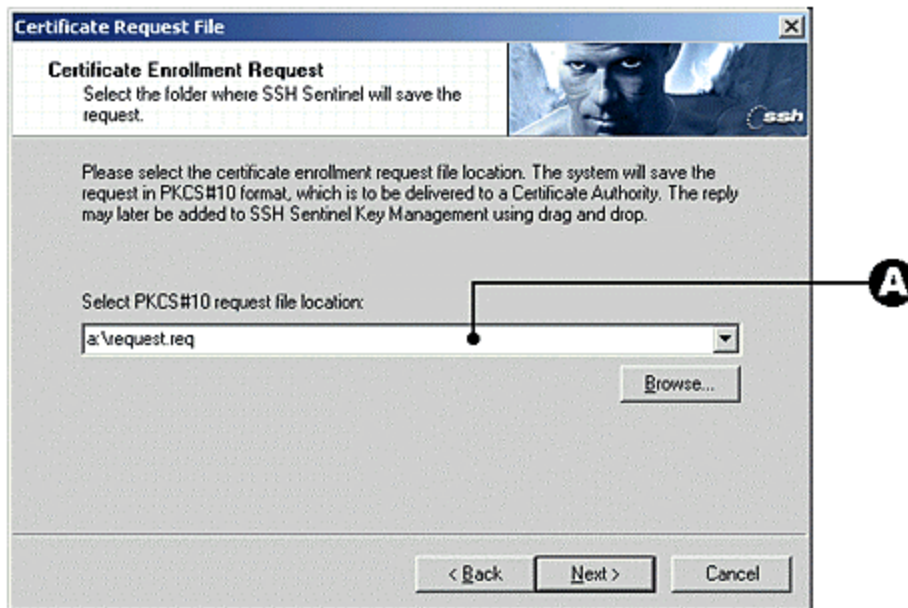 Certificate Request File
Certificate Enrollment Request
Select the folder where SSH Sentinel will save the
request.
ssh
Please select the certificate enrollment request file location. The system will save the
request in PKCS#10 format, which is to be delivered to a Certificate Authority. The reply
may later be added to SSH Sentinel Key Management using drag and drop.
A
Select PKCS#10 request file location:
a:\request.req
Browse...
< Back
Next >
Cancel